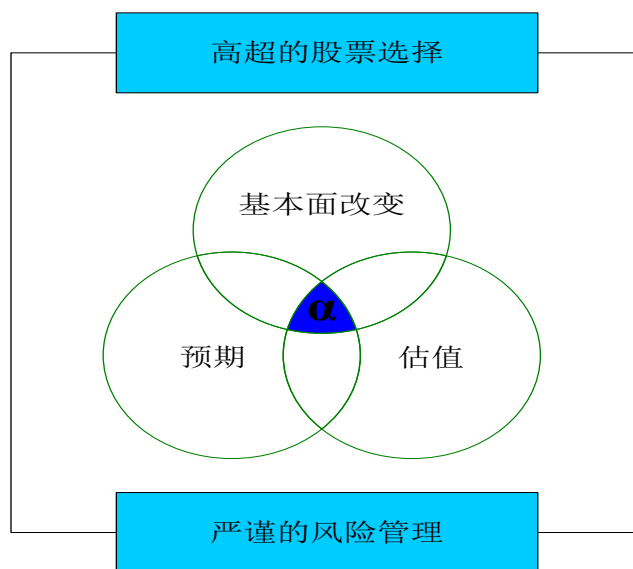 高超的股票选择
基本面改变
α
预期
估值
严谨的风险管理